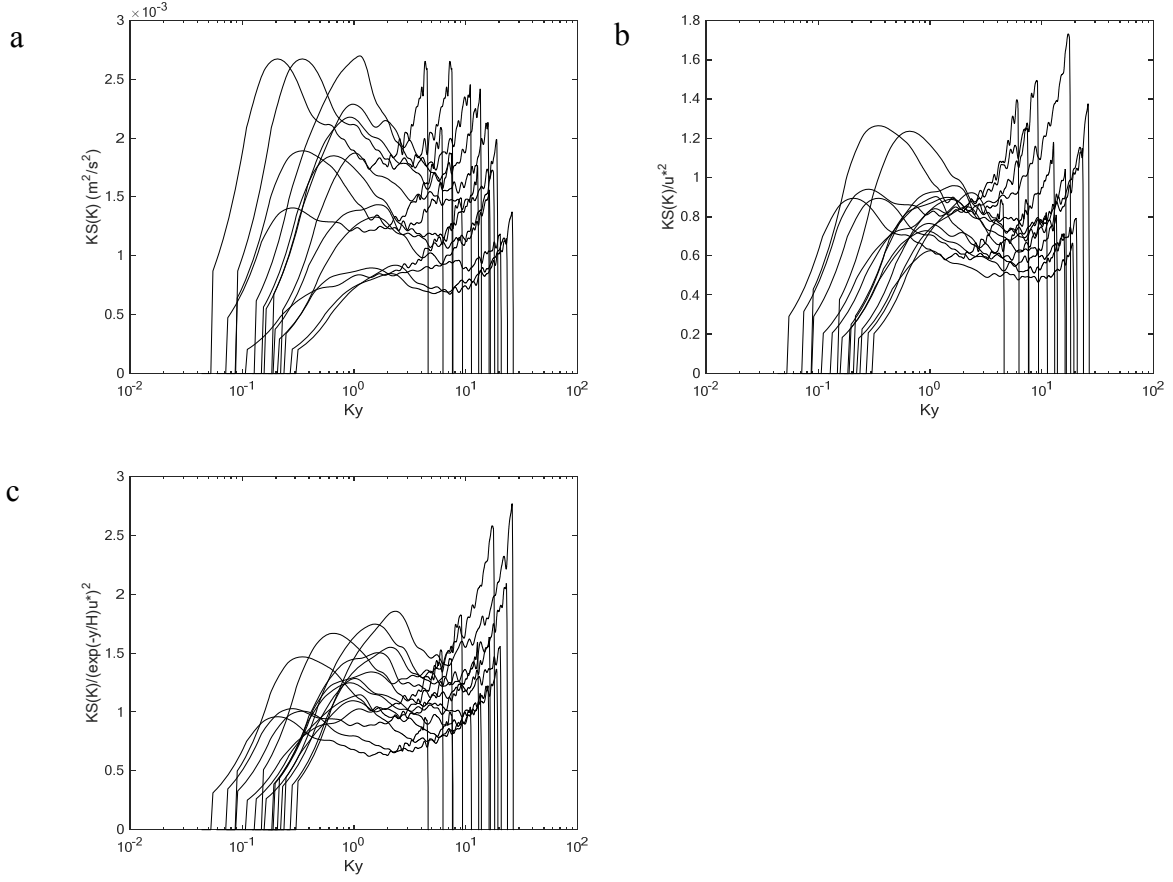 a
3 ×10⁻³
2.5
2
1.5
1
0.5
0
KS(K) (m²/s²)
10⁻² 10⁻¹ 10⁰ 10¹ 10²
Ky
b
1.8
1.6
1.4
1.2
1
0.8
0.6
0.4
0.2
0
KS(K)/u*²
10⁻² 10⁻¹ 10⁰ 10¹ 10²
Ky
c
3
2.5
2
1.5
1
0.5
0
KS(K)/(exp(-y/H)u*)²
10⁻² 10⁻¹ 10⁰ 10¹ 10²
Ky